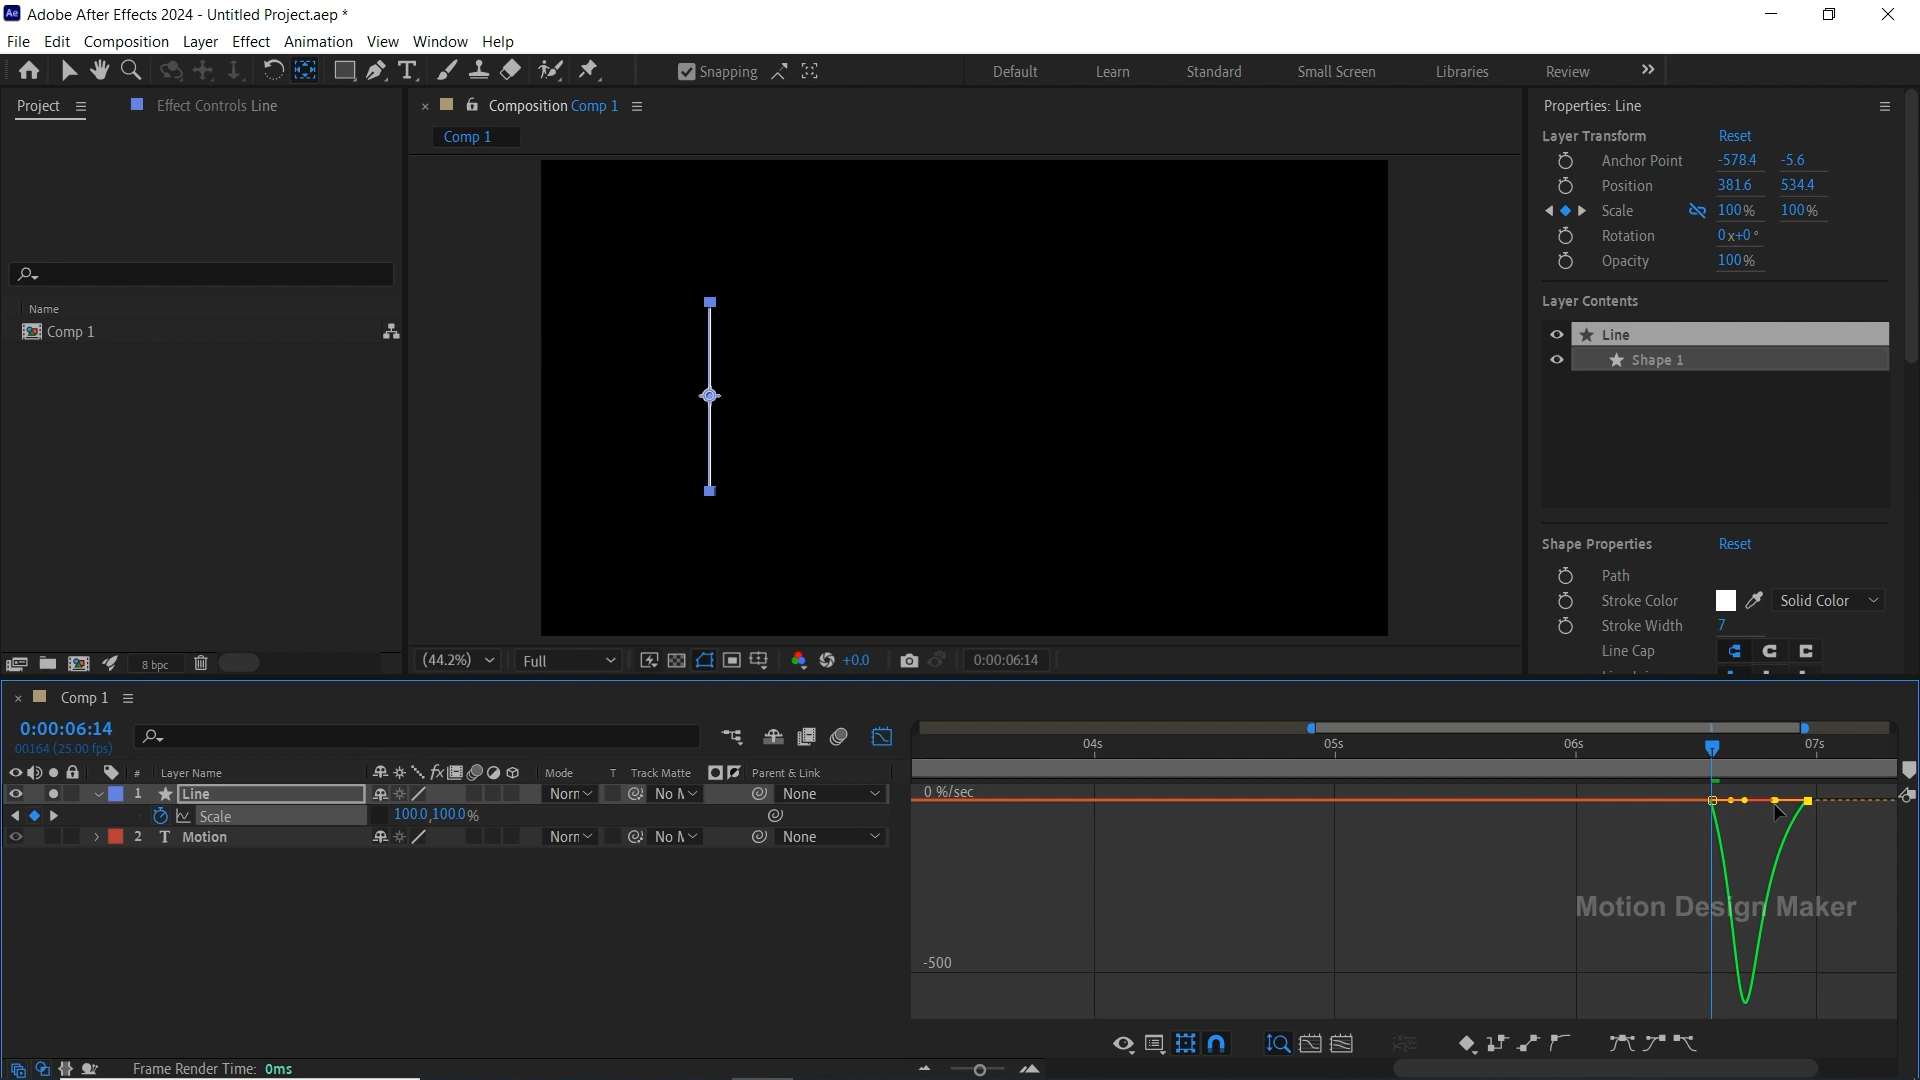 Ae Adobe After Effects 2024 - Untitled Project.aep *
File Edit Composition Layer Effect Animation View Window Help
Snapping Default Learn Standard Small Screen Libraries Review
Project Effect Controls Line
Composition Comp 1
Comp 1
Name
Comp 1
8 bpc
(44.2%) Full +0.0 0:00:06:14
Properties: Line
Layer Transform Reset
Anchor Point -578.4 -5.6
Position 381.6 534.4
Scale 100% 100%
Rotation 0x+0°
Opacity 100%
Layer Contents
Line
Shape 1
Shape Properties Reset
Path
Stroke Color Solid Color
Stroke Width 7
Line Cap
Comp 1
0:00:06:14
00164 (25.00 fps)
# Layer Name fx Mode T Track Matte Parent & Link
1 Line Norn No M None
Scale 100.0,100.0%
2 T Motion Norn No M None
04s 05s 06s 07s
0 %/sec
-500
Motion Design Maker
Frame Render Time: 0ms